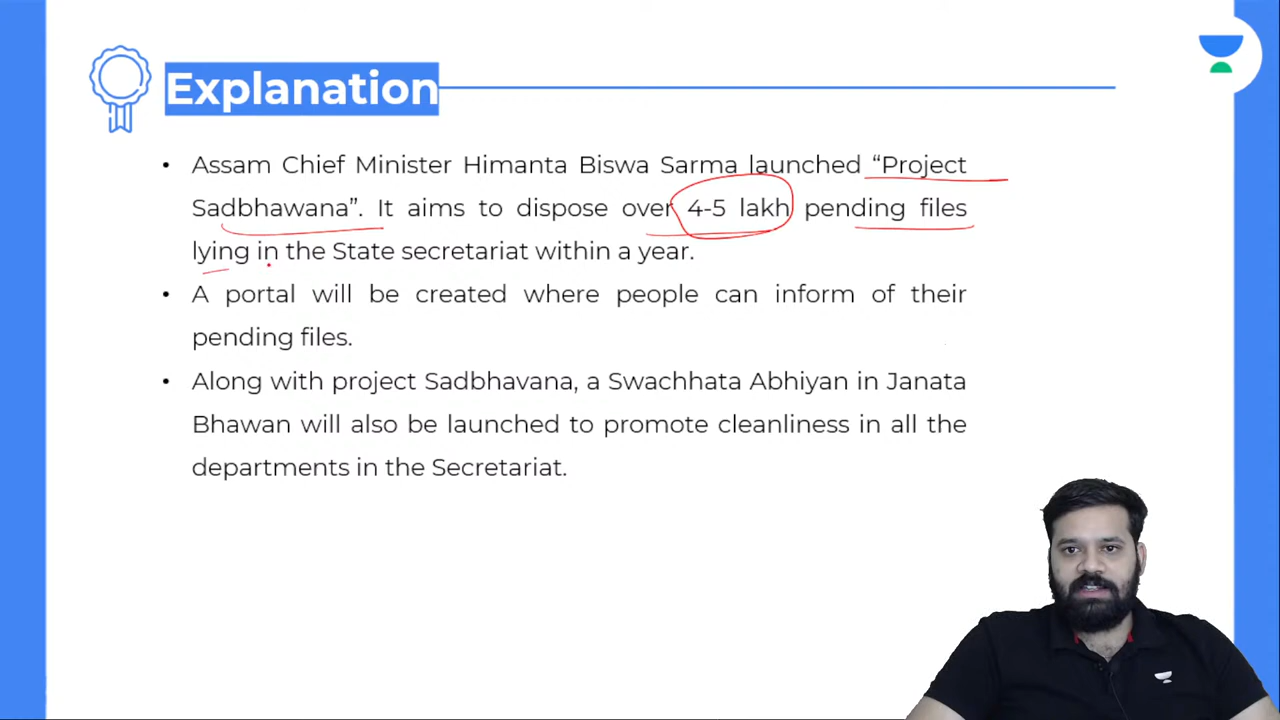 Explanation
• Assam Chief Minister Himanta Biswa Sarma launched “Project
Sadbhawana”. It aims to dispose over 4-5 lakh pending files
lying in the State secretariat within a year.
• A portal will be created where people can inform of their
pending files.
• Along with project Sadbhavana, a Swachhata Abhiyan in Janata
Bhawan will also be launched to promote cleanliness in all the
departments in the Secretariat.